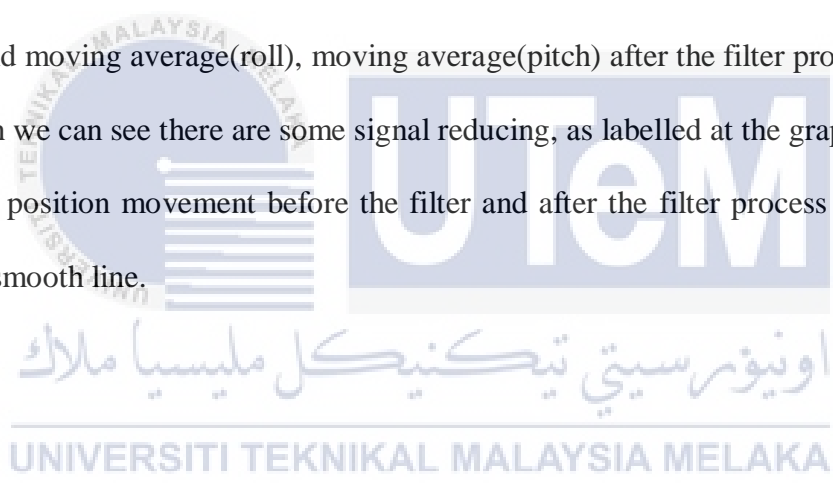 d moving average(roll), moving average(pitch) after the filter pro
we can see there are some signal reducing, as labelled at the grap
position movement before the filter and after the filter process
smooth line.
UTeM
اونيۏرسيتي تيكنيكل مليسيا ملاك
UNIVERSITI TEKNIKAL MALAYSIA MELAKA